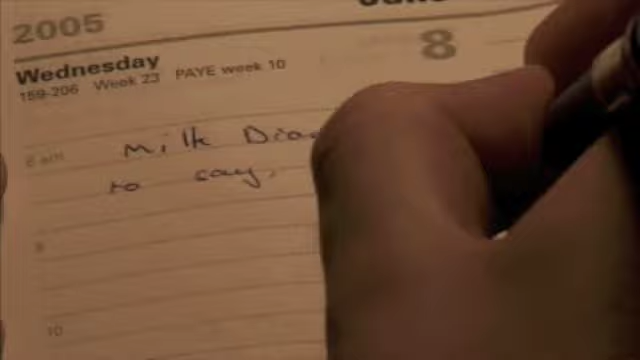 2005
Wednesday 8
159-206 Week 23 PAYE week 10
8 am Milk
to say,
9
10